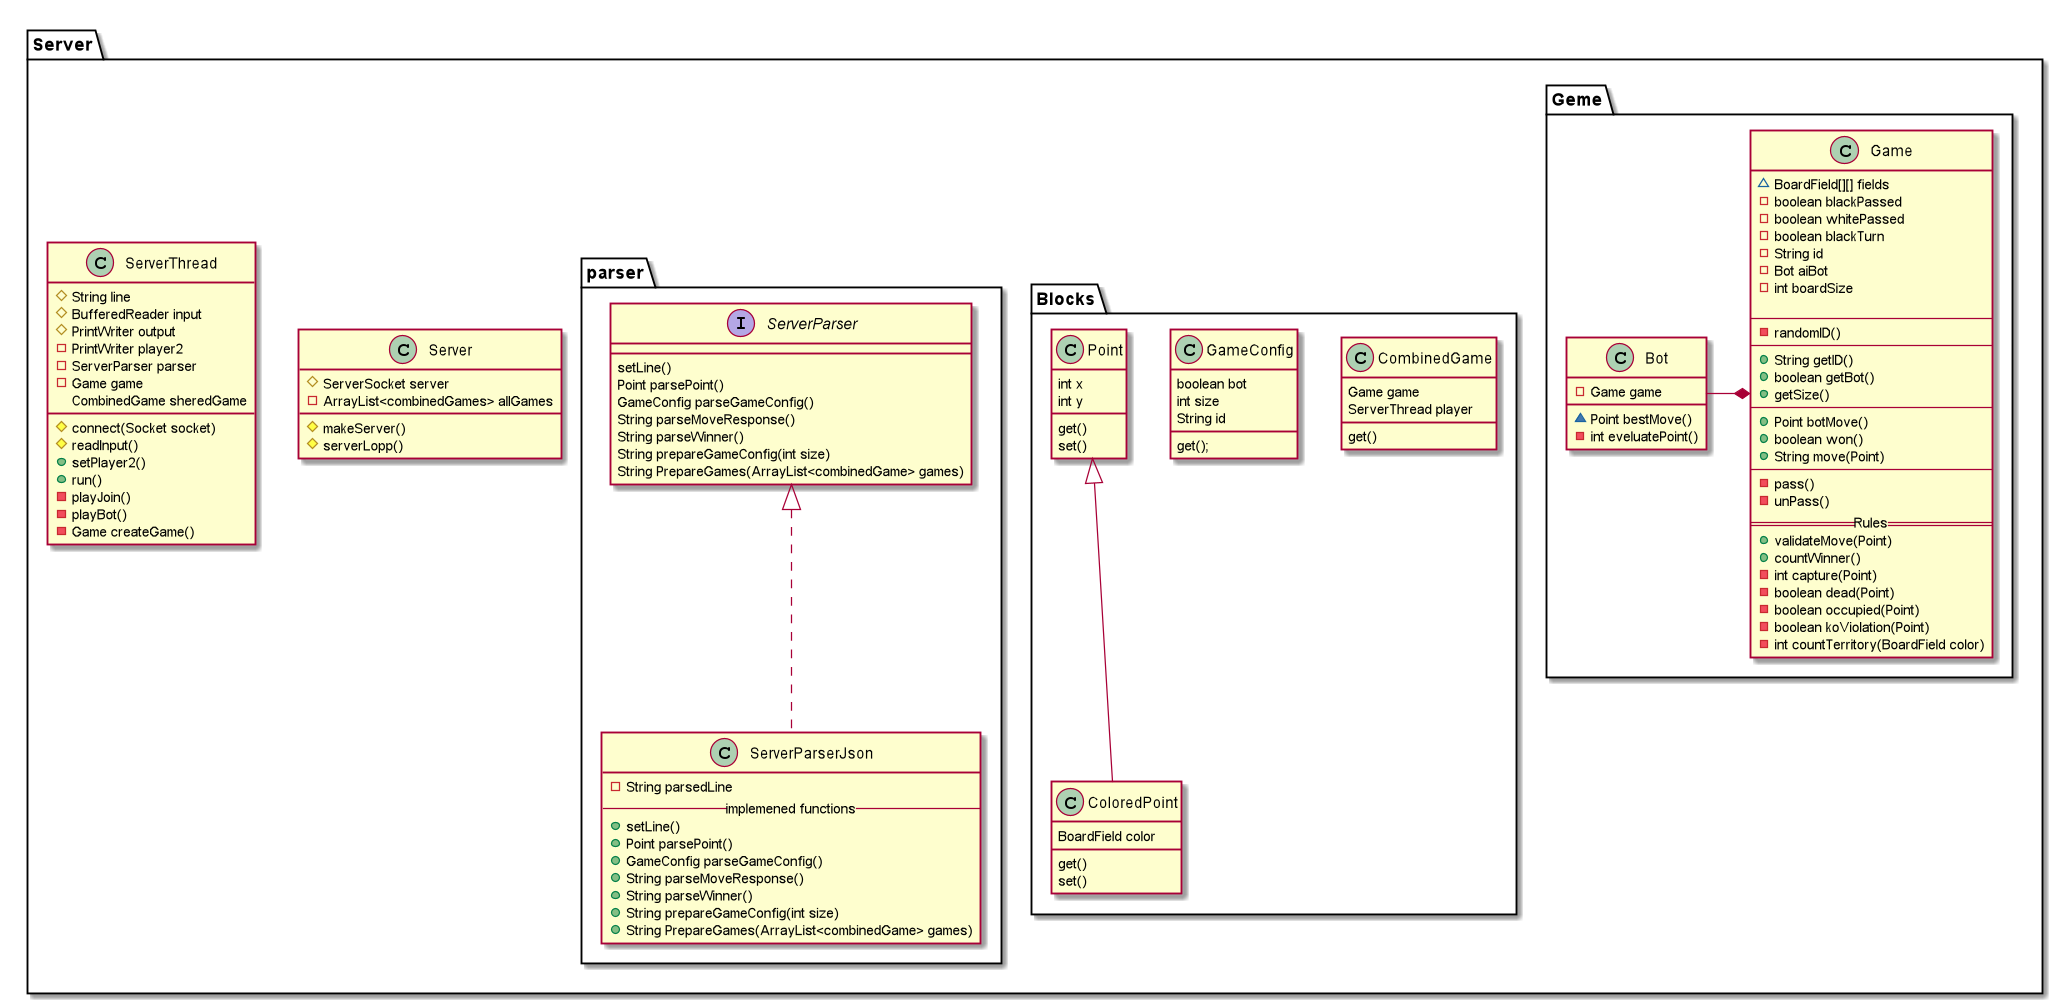 Server
ServerThread
String line
BufferedReader input
PrintWriter output
PrintWriter player2
ServerParser parser
Game game
CombinedGame sheredGame
connect(Socket socket)
readInput()
setPlayer2()
run()
playJoin()
playBot()
Game createGame()
Server
ServerSocket server
ArrayList<combinedGames> allGames
makeServer()
serverLopp()
parser
ServerParser
setLine()
Point parsePoint()
GameConfig parseGameConfig()
String parseMoveResponse()
String parseWinner()
String prepareGameConfig(int size)
String PrepareGames(ArrayList<combinedGame> games)
ServerParserJson
String parsedLine
implemened functions
setLine()
Point parsePoint()
GameConfig parseGameConfig()
String parseMoveResponse()
String parseWinner()
String prepareGameConfig(int size)
String PrepareGames(ArrayList<combinedGame> games)
Blocks
Point
int x
int y
get()
set()
GameConfig
boolean bot
int size
String id
get();
CombinedGame
Game game
ServerThread player
get()
ColoredPoint
BoardField color
get()
set()
Geme
Bot
Game game
Point bestMove()
int eveluatePoint()
Game
BoardField[][] fields
boolean blackPassed
boolean whitePassed
boolean blackTurn
String id
Bot aiBot
int boardSize
randomID()
String getID()
boolean getBot()
getSize()
Point botMove()
boolean won()
String move(Point)
pass()
unPass()
Rules
validateMove(Point)
countWinner()
int capture(Point)
boolean dead(Point)
boolean occupied(Point)
boolean koViolation(Point)
int countTerritory(BoardField color)
C
C
I
C
C
C
C
C
C
C